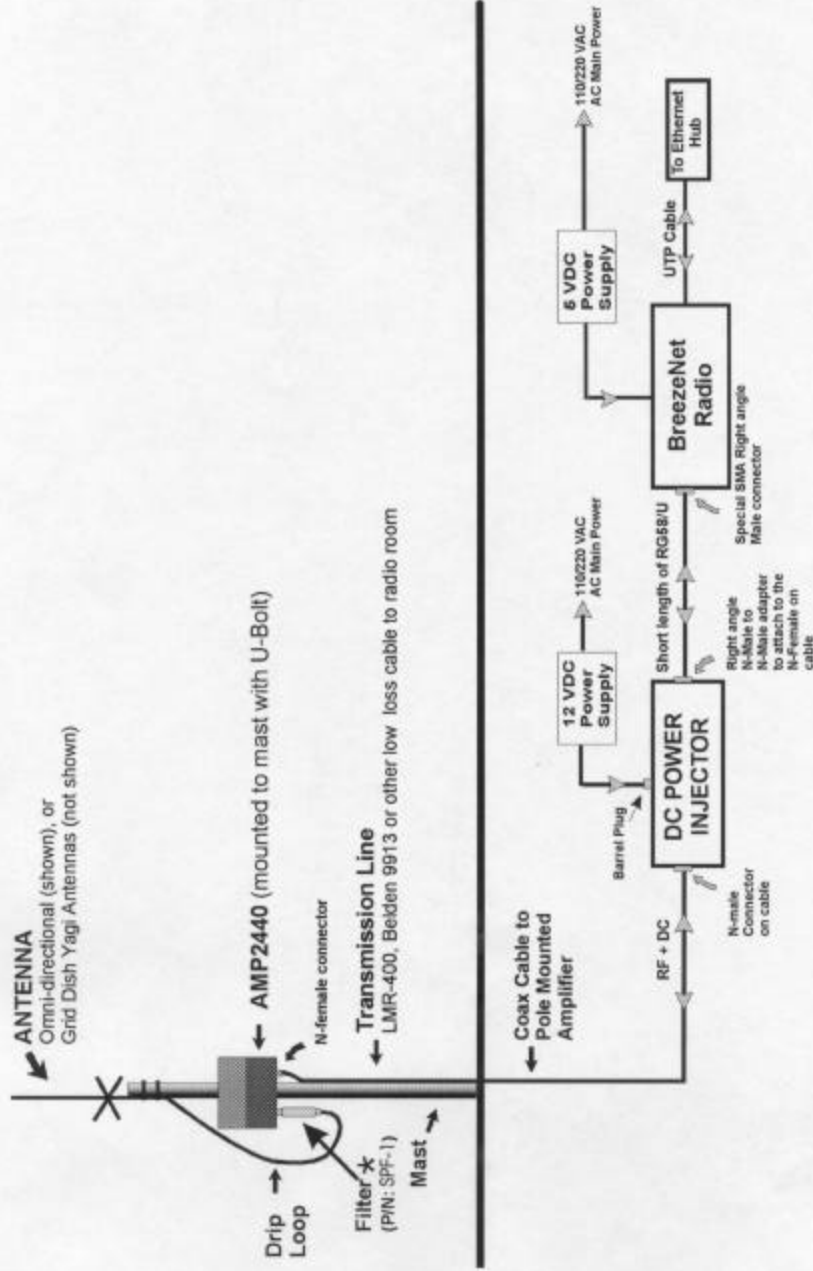 ANTENNA
Omni-directional (shown), or
Grid Dish Yagi Antennas (not shown)
AMP2440 (mounted to mast with U-Bolt)
N-female connector
Drip
Loop
Filter *
(P/N: SPF-1)
Transmission Line
LMR-400, Belden 9913 or other low loss cable to radio room
Mast
Coax Cable to
Pole Mounted
Amplifier
RF + DC
N-male
Connector
on cable
Barrel Plug
DC POWER
INJECTOR
12 VDC
Power
Supply
110/220 VAC
AC Main Power
Short length of RG58/U
Right angle
N-Male to
N-Male adapter
to attach to the
N-Female on
cable
Special SMA Right angle
Male connector
BreezeNet
Radio
5 VDC
Power
Supply
110/220 VAC
AC Main Power
UTP Cable
To Ethernet
Hub